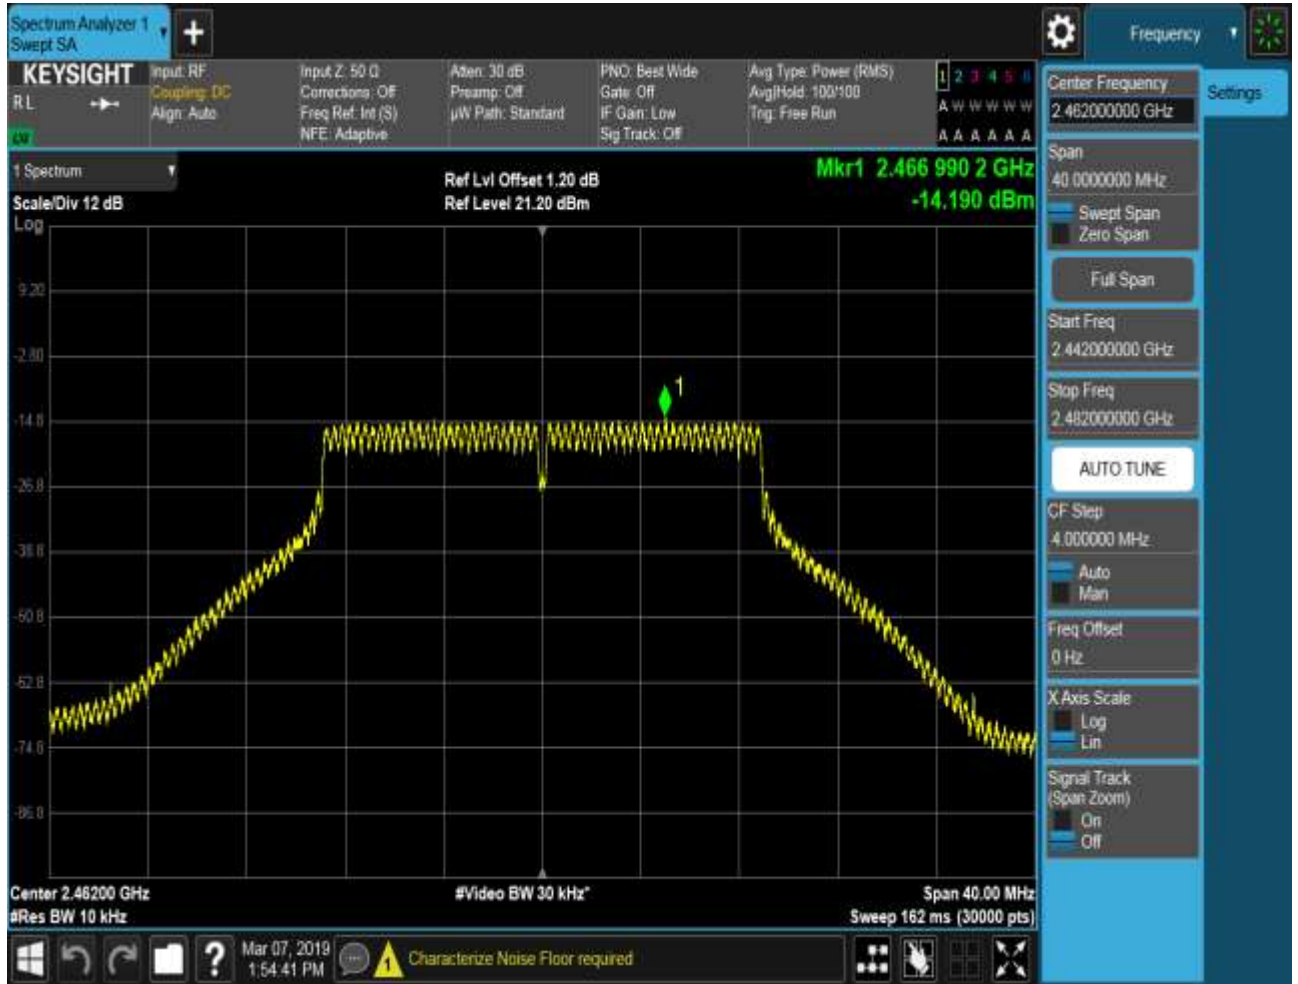 Spectrum Analyzer 1
Swept SA
+
Frequency
KEYSIGHT
RL
Input: RF
Coupling: DC
Align: Auto
Input Z: 50 Ω
Corrections: Off
Freq Ref: Int (S)
NFE: Adaptive
Atten: 30 dB
Preamp: Off
µW Path: Standard
PNO: Best Wide
Gate: Off
IF Gain: Low
Sig Track: Off
Avg Type: Power (RMS)
Avg|Hold: 100/100
Trig: Free Run
1 2 3 4 5 6
A W W W W W
A A A A A A
1 Spectrum
Scale/Div 12 dB
Ref Lvl Offset 1.20 dB
Ref Level 21.20 dBm
Mkr1 2.466 990 2 GHz
-14.190 dBm
Log
9.20
-2.80
-14.8
-26.8
-38.8
-50.8
-62.8
-74.8
-86.8
1
Center 2.46200 GHz
#Res BW 10 kHz
#Video BW 30 kHz*
Span 40.00 MHz
Sweep 162 ms (30000 pts)
Center Frequency
2.462000000 GHz
Settings
Span
40.0000000 MHz
Swept Span
Zero Span
Full Span
Start Freq
2.442000000 GHz
Stop Freq
2.482000000 GHz
AUTO TUNE
CF Step
4.000000 MHz
Auto
Man
Freq Offset
0 Hz
X Axis Scale
Log
Lin
Signal Track
(Span Zoom)
On
Off
?
Mar 07, 2019
1:54:41 PM
1
Characterize Noise Floor required